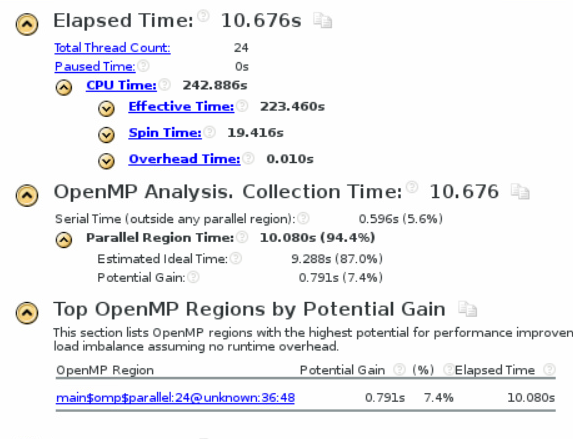 Elapsed Time: 10.676s
Total Thread Count: 24
Paused Time: 0s
CPU Time: 242.886s
Effective Time: 223.460s
Spin Time: 19.416s
Overhead Time: 0.010s
OpenMP Analysis. Collection Time: 10.676
Serial Time (outside any parallel region): 0.596s (5.6%)
Parallel Region Time: 10.080s (94.4%)
Estimated Ideal Time: 9.288s (87.0%)
Potential Gain: 0.791s (7.4%)
Top OpenMP Regions by Potential Gain
This section lists OpenMP regions with the highest potential for performance improven
load imbalance assuming no runtime overhead.
OpenMP Region Potential Gain (%) Elapsed Time
main$omp$parallel:24@unknown:36:48 0.791s 7.4% 10.080s